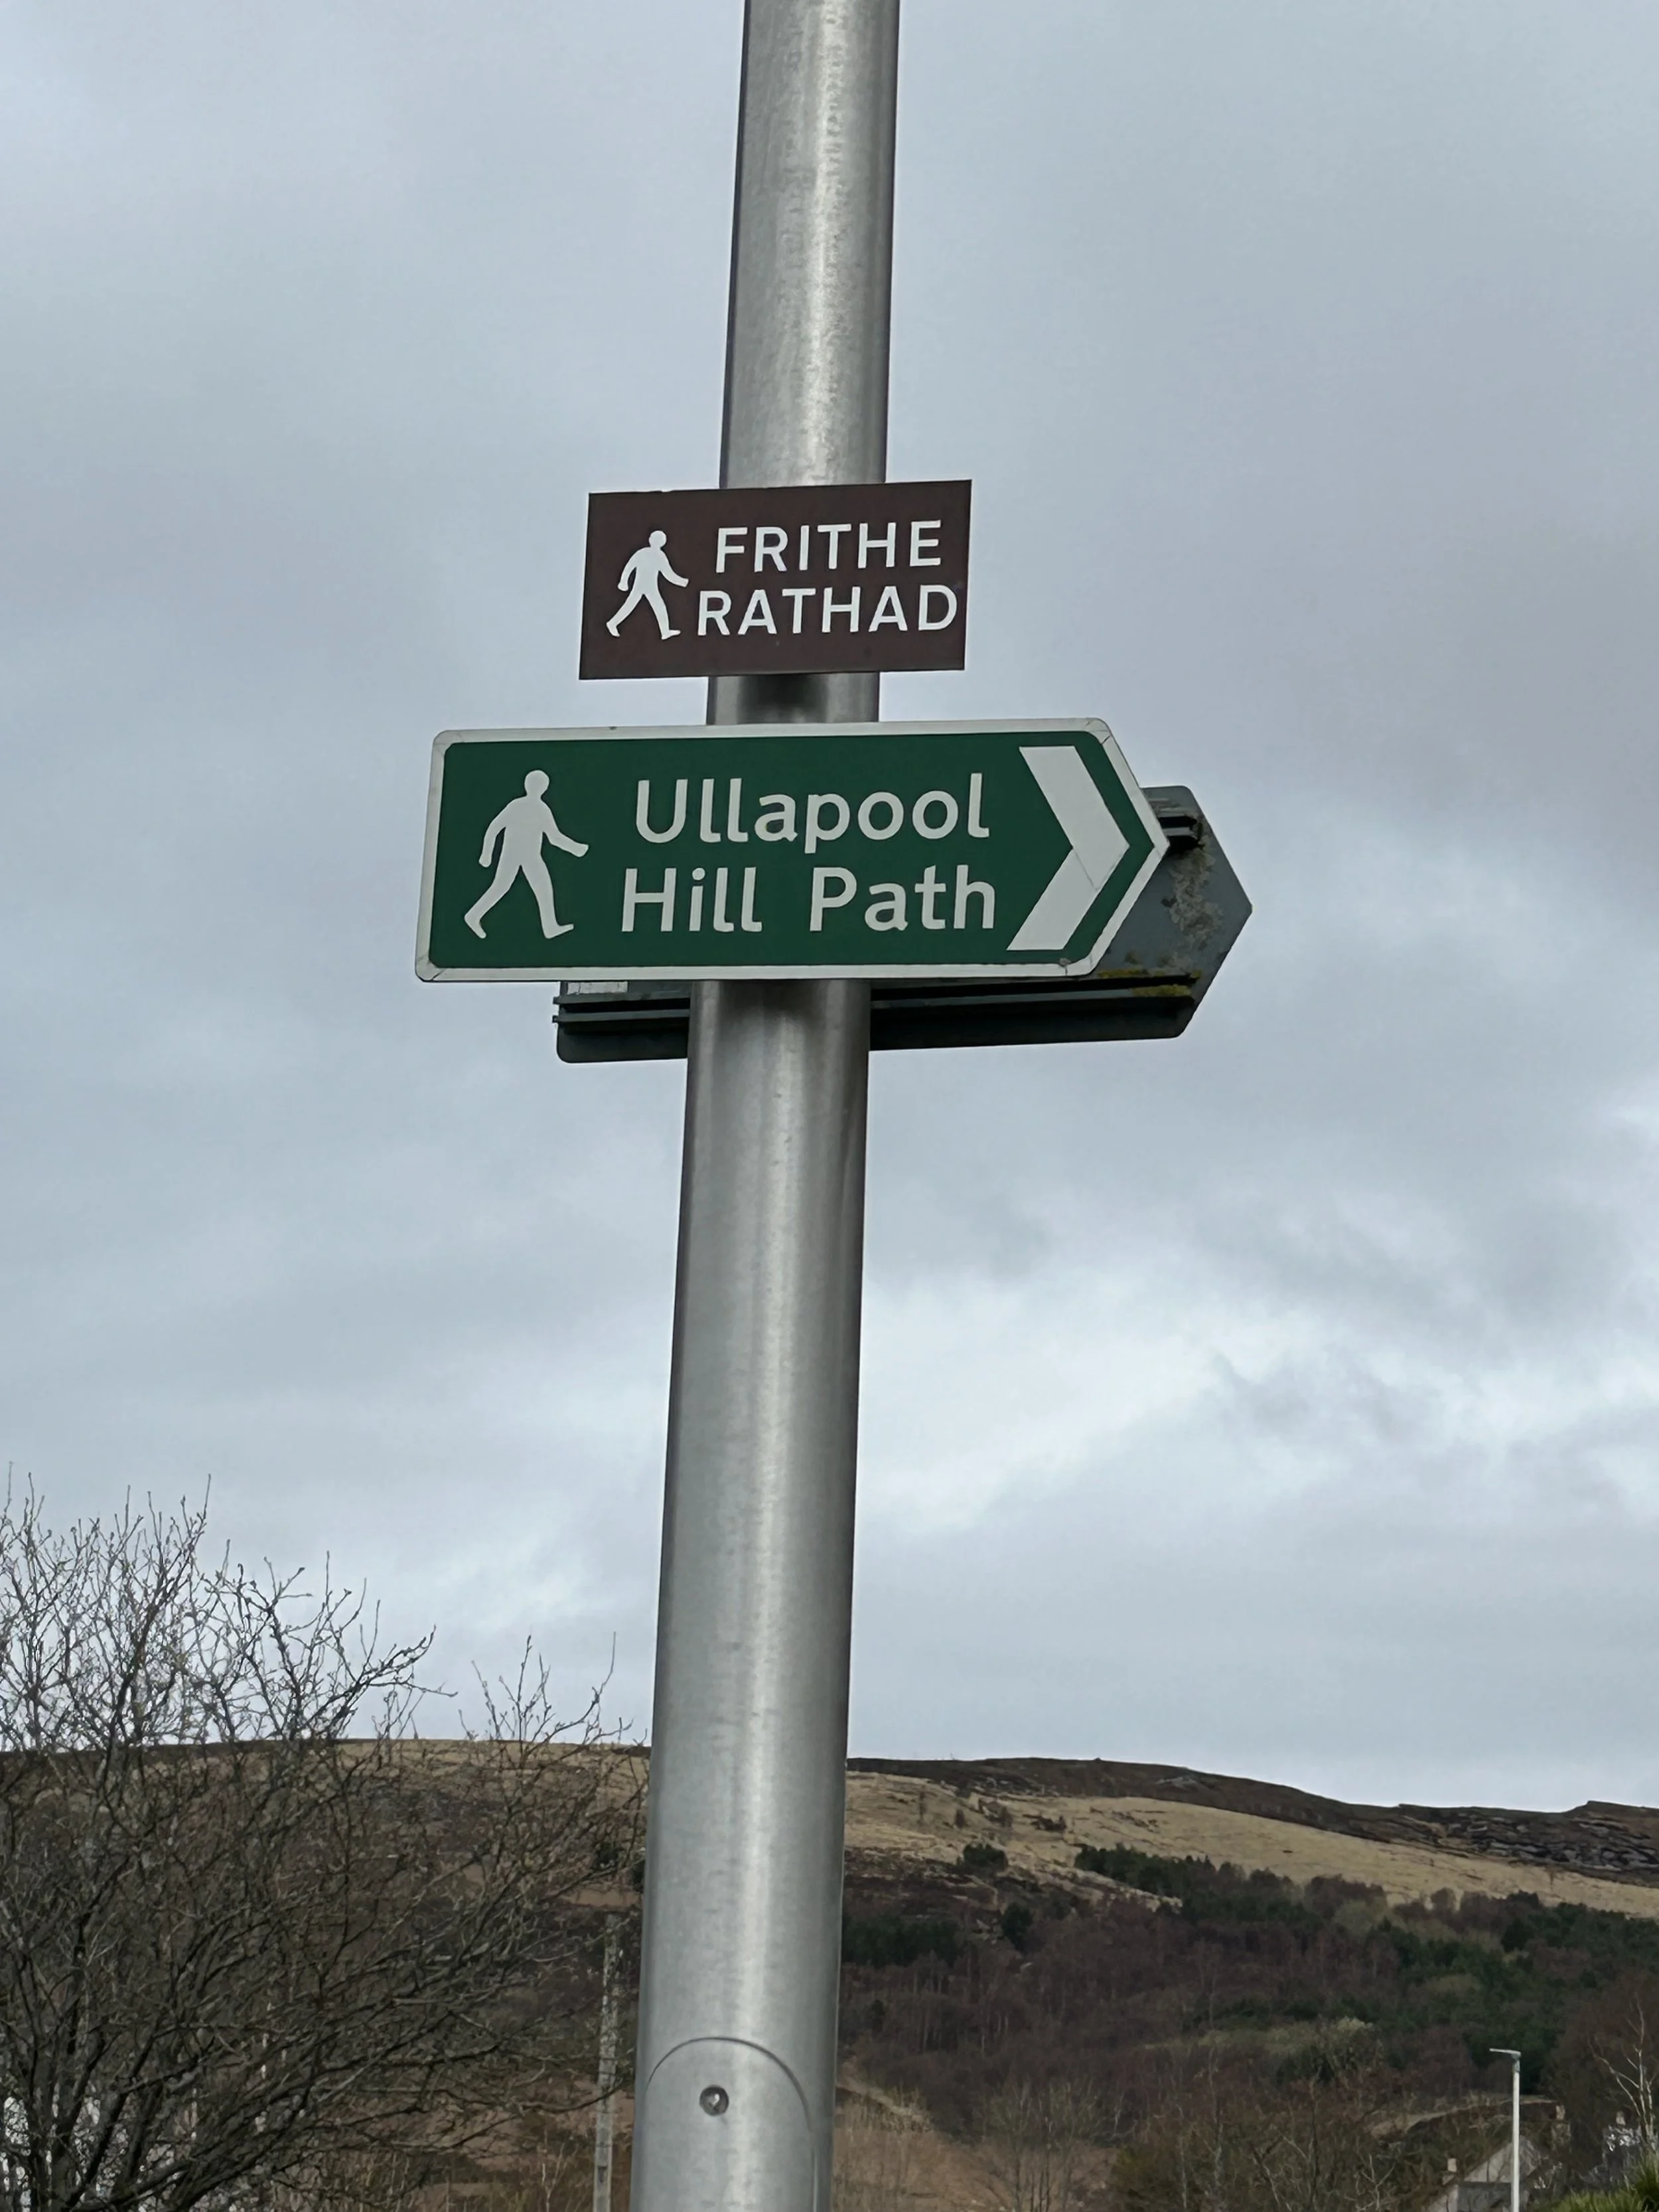 FRITHE
RATHAD
Ullapool
Hill Path